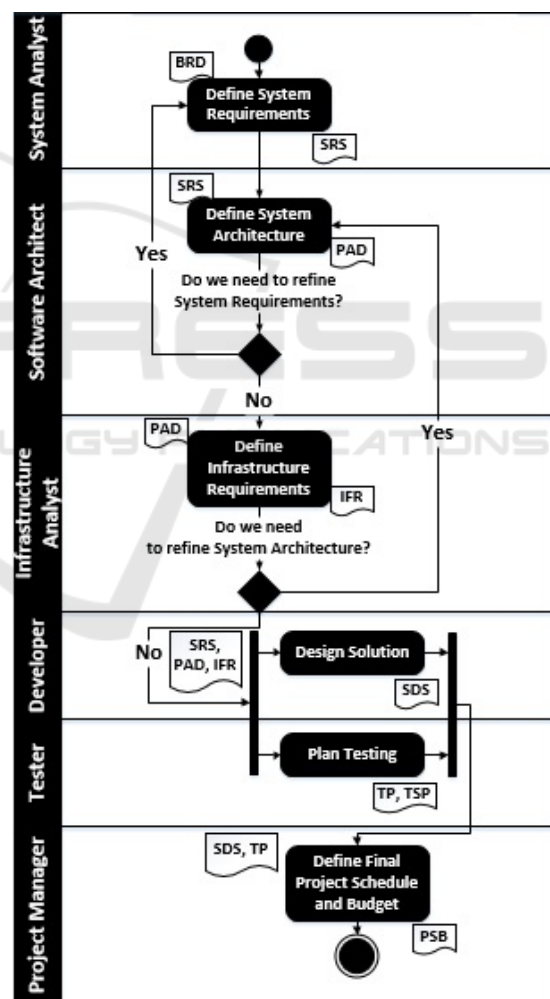 System Analyst
BRD
Define System
Requirements
SRS
Software Architect
SRS
Define System
Architecture
PAD
Yes
Do we need to refine
System Requirements?
No
Yes
Infrastructure
Analyst
PAD
Define
Infrastructure
Requirements
IFR
Do we need
to refine System Architecture?
Developer
No
SRS,
PAD, IFR
Design Solution
SDS
Tester
Plan Testing
TP, TSP
Project Manager
SDS, TP
Define Final
Project Schedule
and Budget
PSB